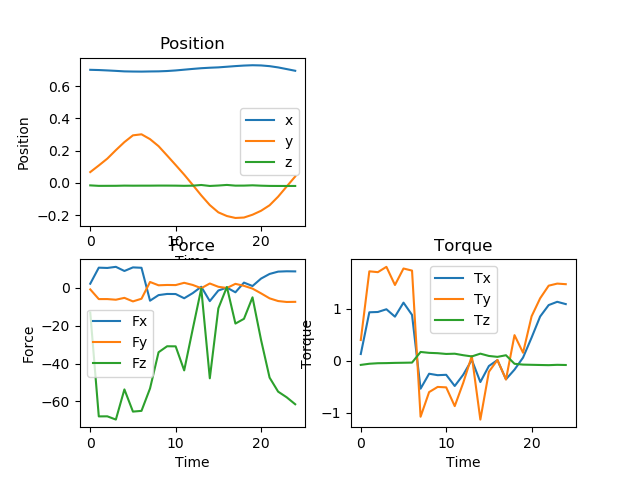 Position
Position
0.6
0.4
0.2
0.0
−0.2
x
y
z
0
10
20
Time
Force
Force
0
−20
−40
−60
Fx
Fy
Fz
0
10
20
Time
Torque
Torque
1
0
−1
Tx
Ty
Tz
0
10
20
Time